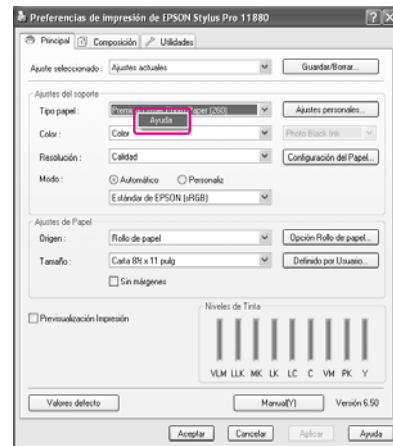 Preferencias de impresión de EPSON Stylus Pro 11880
Principal Composición Utilidades
Ajuste seleccionado : Ajustes actuales Guardar/Borrar...
Ajustes del soporte
Tipo papel : Paper (260) Ajustes personales...
Ayuda
Color : Color Photo Black Ink
Resolución : Calidad Configuración del Papel...
Modo : Automático Personaliz
Estándar de EPSON (sRGB)
Ajustes de Papel
Origen : Rollo de papel Opción Rollo de papel...
Tamaño : Carta 8½ x 11 pulg Definido por Usuario...
Sin márgenes
Previsualización Impresión
Niveles de Tinta
VLM LLK MK LK LC C VM PK Y
Valores defecto Manual(Y) Versión 6.50
Aceptar Cancelar Aplicar Ayuda